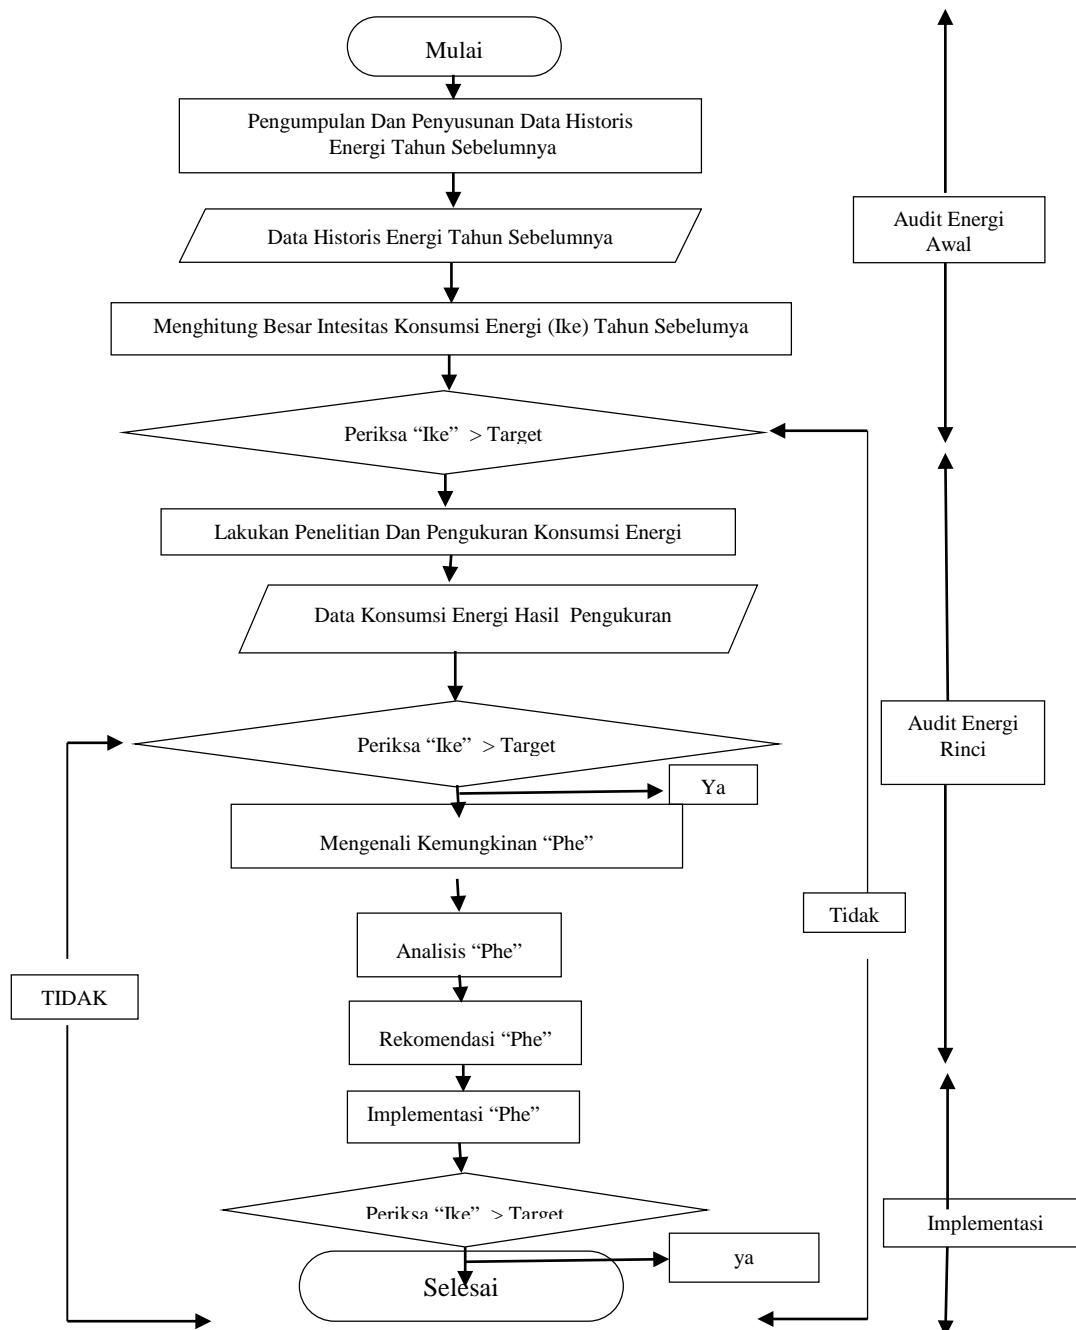 Mulai
Pengumpulan Dan Penyusunan Data Historis
Energi Tahun Sebelumnya
Data Historis Energi Tahun Sebelumnya
Audit Energi
Awal
Menghitung Besar Intesitas Konsumsi Energi (Ike) Tahun Sebelumya
Periksa “Ike” > Target
Lakukan Penelitian Dan Pengukuran Konsumsi Energi
Data Konsumsi Energi Hasil Pengukuran
Periksa “Ike” > Target
Audit Energi
Rinci
Ya
Mengenali Kemungkinan “Phe”
Tidak
Analisis “Phe”
TIDAK
Rekomendasi “Phe”
Implementasi “Phe”
Periksa “Ike” > Target
Implementasi
ya
Selesai